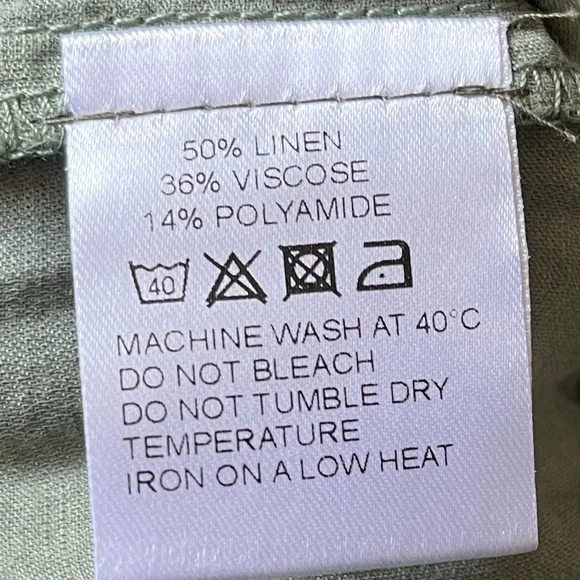 50% LINEN
36% VISCOSE
14% POLYAMIDE
40
MACHINE WASH AT 40°C
DO NOT BLEACH
DO NOT TUMBLE DRY
TEMPERATURE
IRON ON A LOW HEAT